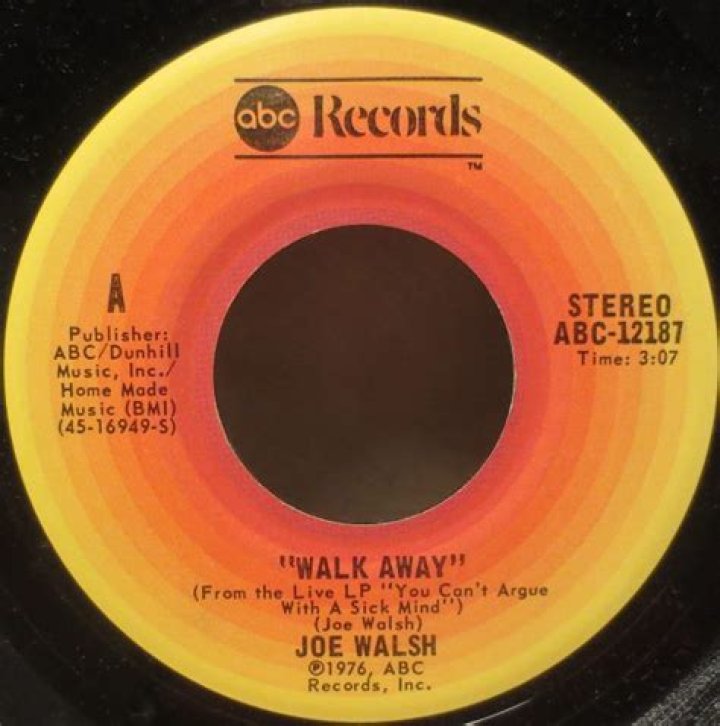 abc Records
TM
A
Publisher:
ABC/Dunhill
Music, Inc./
Home Made
Music (BMI)
(45-16949-S)
STEREO
ABC-12187
Time: 3:07
"WALK AWAY"
(From the Live LP "You Can't Argue
With A Sick Mind")
(Joe Walsh)
JOE WALSH
Ⓟ1976, ABC
Records, Inc.